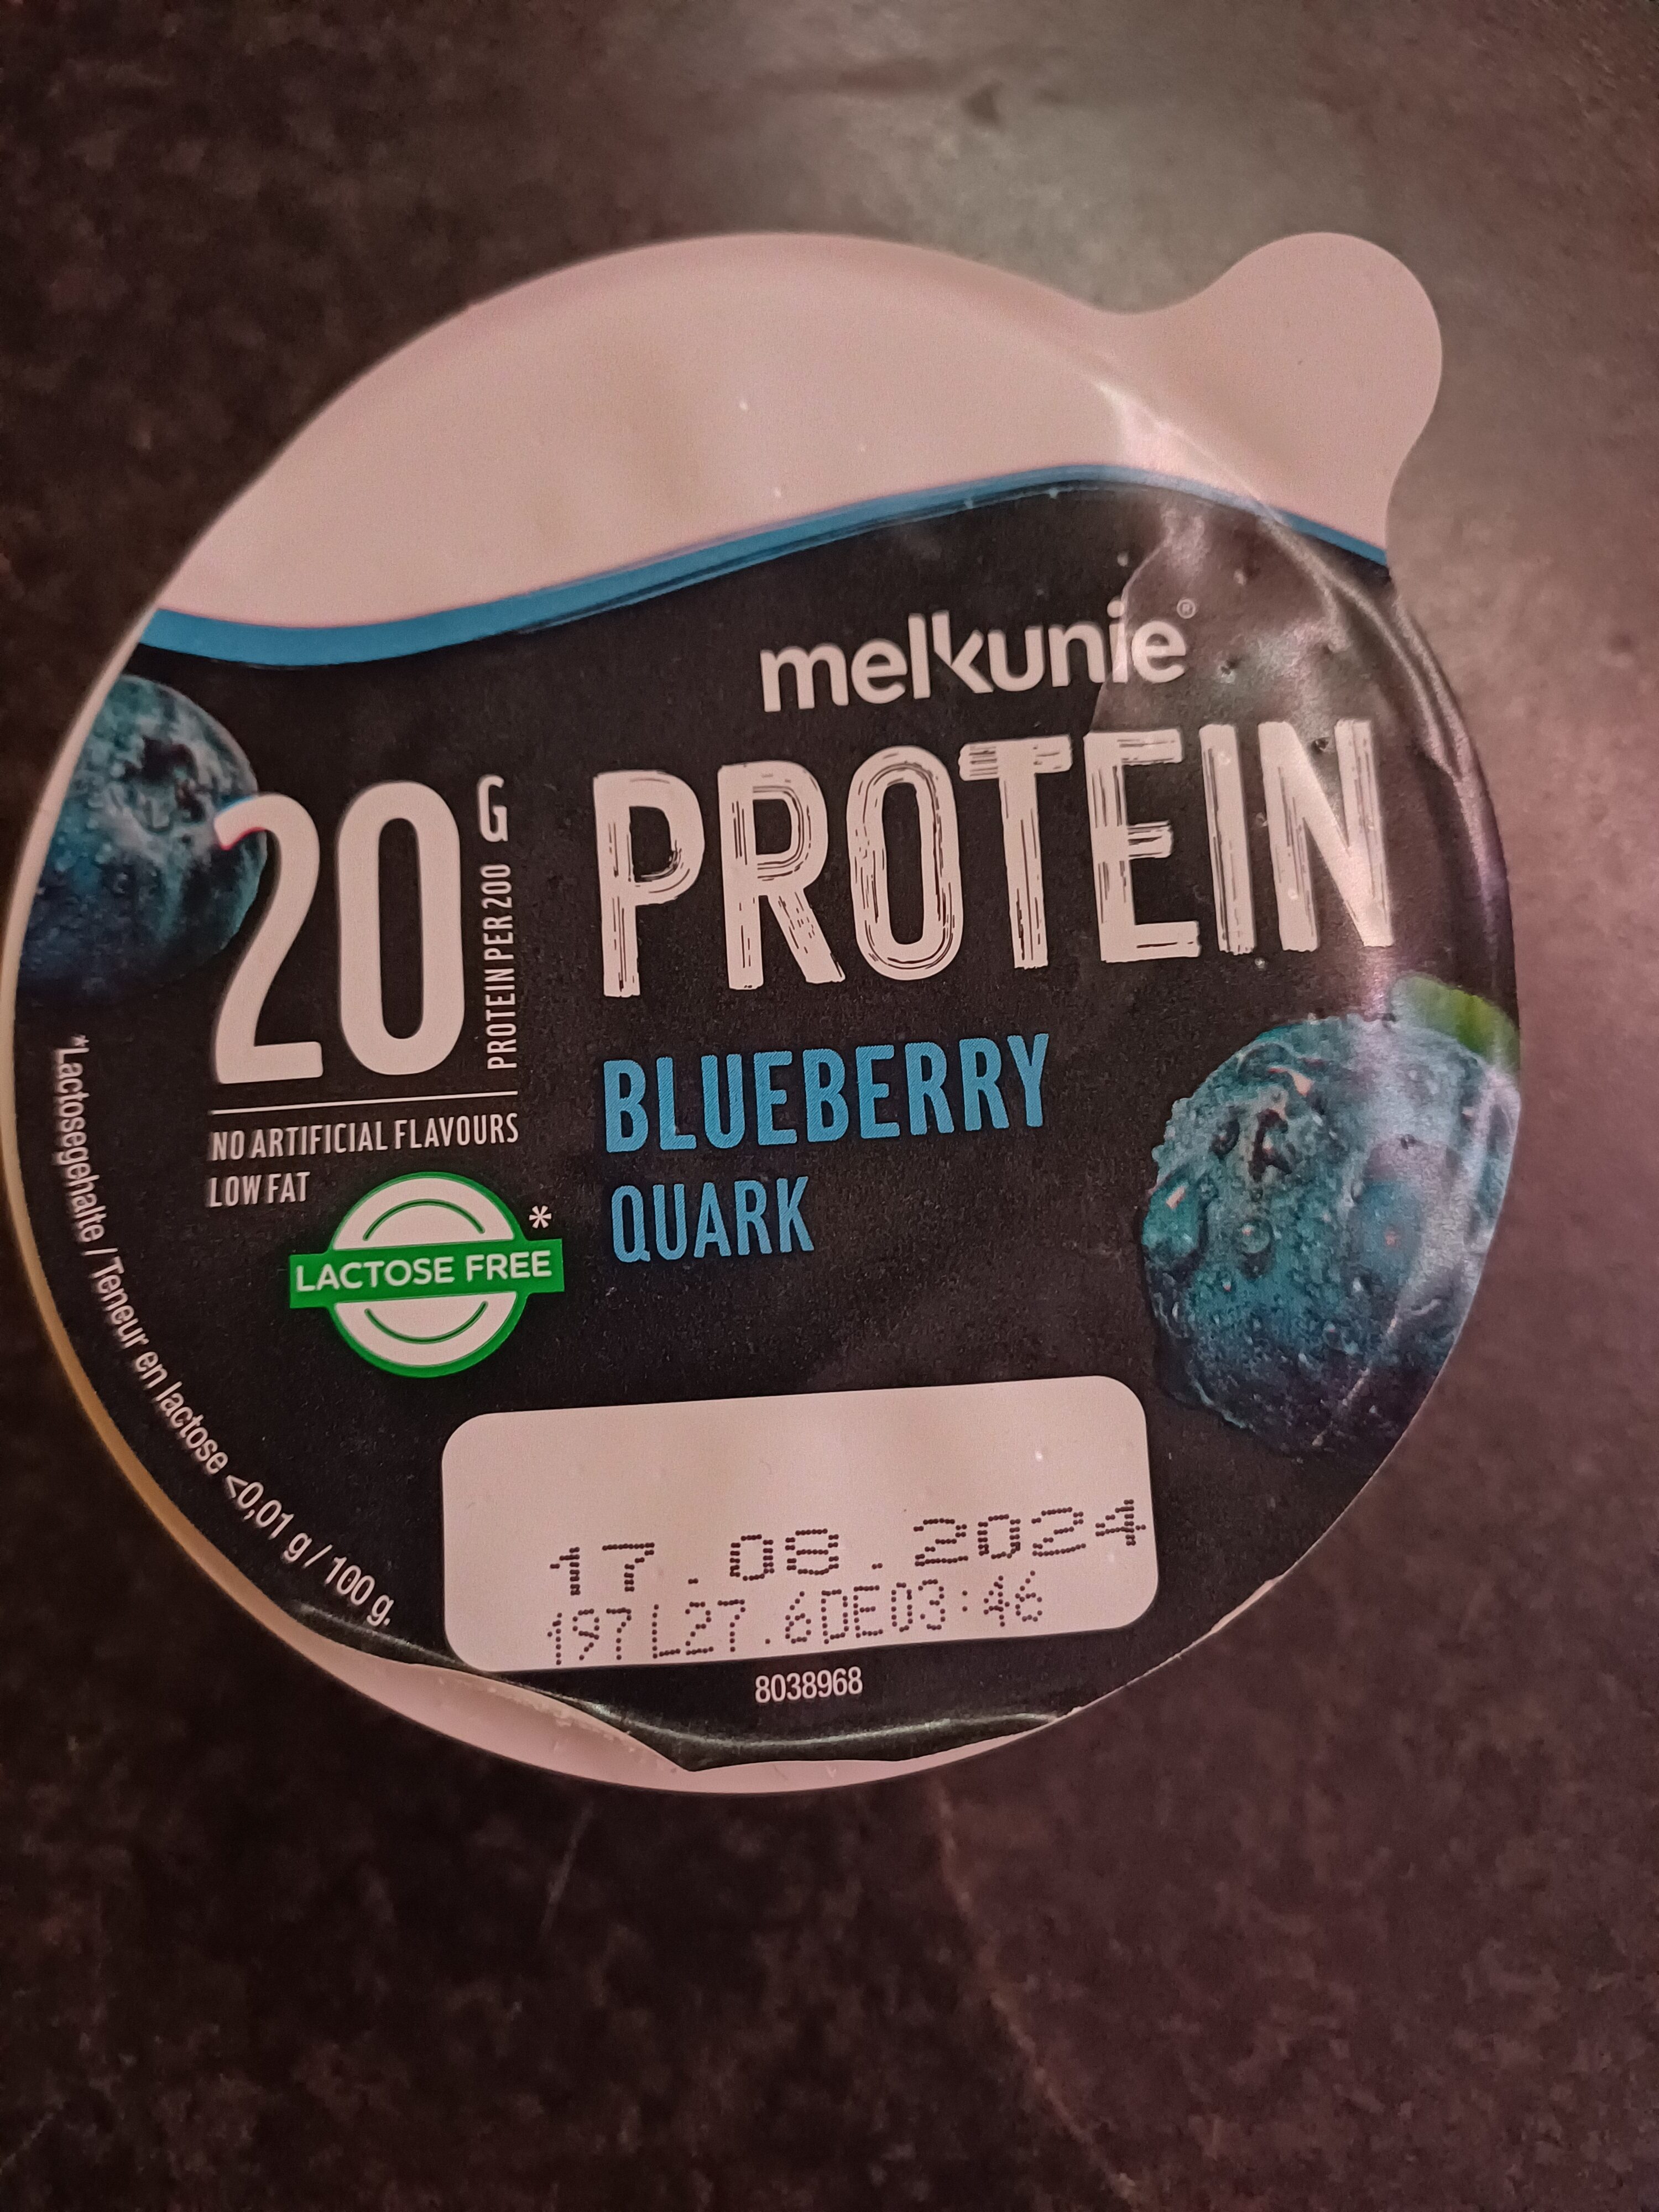 melkunie®
PROTEIN
BLUEBERRY
QUARK
20 G
PROTEIN PER 200
NO ARTIFICIAL FLAVOURS
LOW FAT
LACTOSE FREE*
*Lactosegehalte / Teneur en lactose <0,01 g / 100 g.
17.08.2024
197L27.6DE03:46
8038968